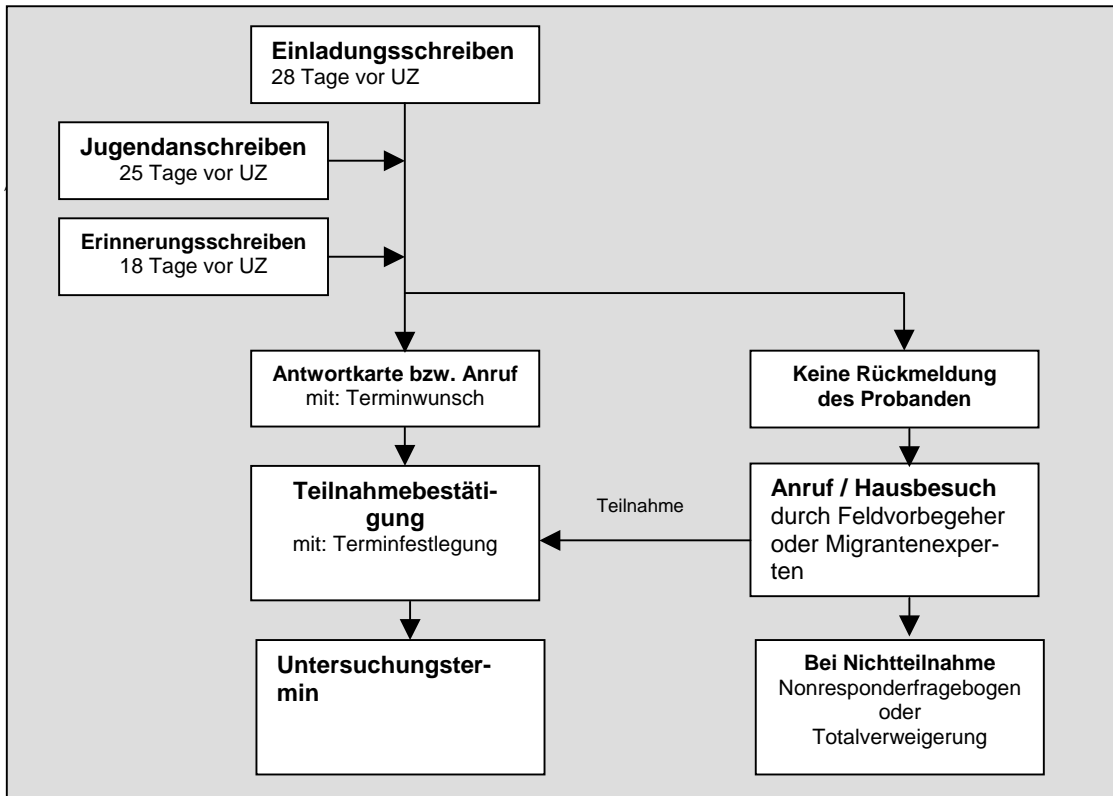 Einladungsschreiben
28 Tage vor UZ
Jugendanschreiben
25 Tage vor UZ
Erinnerungsschreiben
18 Tage vor UZ
Antwortkarte bzw. Anruf
mit: Terminwunsch
Keine Rückmeldung
des Probanden
Teilnahmebestäti-
gung
mit: Terminfestlegung
Teilnahme
Anruf / Hausbesuch
durch Feldvorbegeher
oder Migrantenexper-
ten
Untersuchungster-
min
Bei Nichtteilnahme
Nonresponderfragebogen
oder
Totalverweigerung